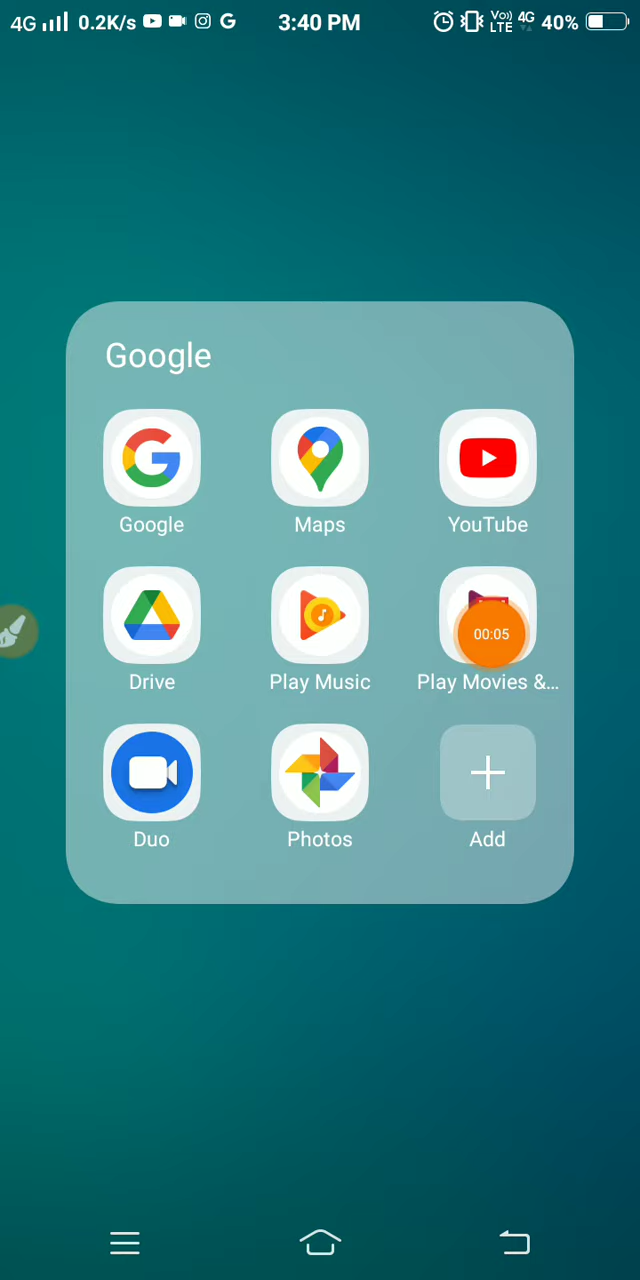 4G 0.2K/s 3:40 PM Vo) LTE 4G 40%
Google
Google Maps YouTube
00:05
Drive Play Music Play Movies &...
Duo Photos Add